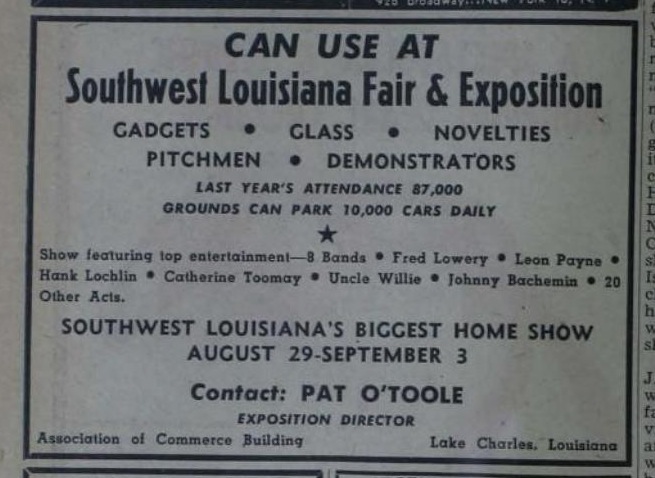 CAN USE AT
Southwest Louisiana Fair & Exposition
GADGETS • GLASS • NOVELTIES
PITCHMEN • DEMONSTRATORS
LAST YEAR'S ATTENDANCE 87,000
GROUNDS CAN PARK 10,000 CARS DAILY
★
Show featuring top entertainment—8 Bands • Fred Lowery • Leon Payne •
Hank Lochlin • Catherine Toomay • Uncle Willie • Johnny Bachemin • 20
Other Acts.
SOUTHWEST LOUISIANA'S BIGGEST HOME SHOW
AUGUST 29-SEPTEMBER 3
Contact: PAT O'TOOLE
EXPOSITION DIRECTOR
Association of Commerce Building Lake Charles, Louisiana